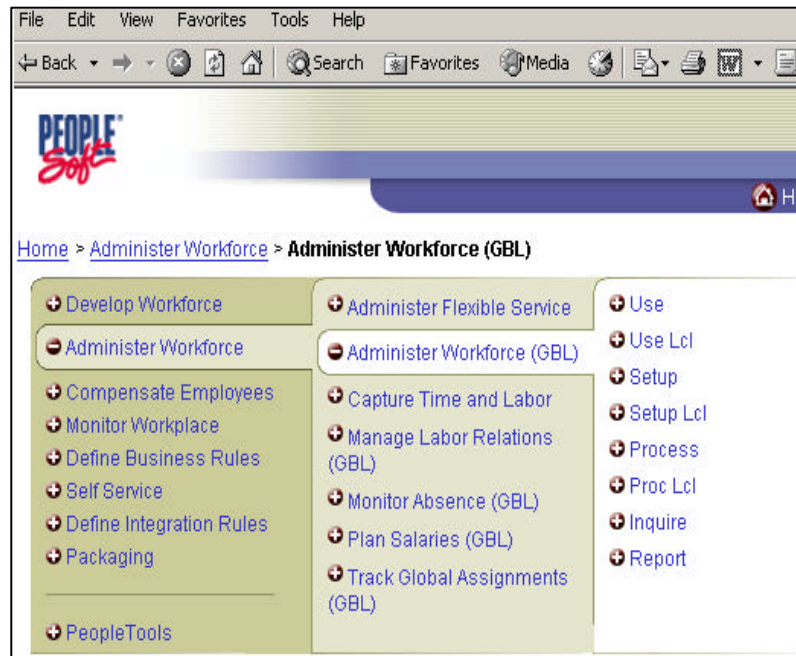 File Edit View Favorites Tools Help
Back Search Favorites Media
PEOPLE
Soft
Home > Administer Workforce > Administer Workforce (GBL)
Develop Workforce
Administer Workforce
Compensate Employees
Monitor Workplace
Define Business Rules
Self Service
Define Integration Rules
Packaging
PeopleTools
Administer Flexible Service
Administer Workforce (GBL)
Capture Time and Labor
Manage Labor Relations
(GBL)
Monitor Absence (GBL)
Plan Salaries (GBL)
Track Global Assignments
(GBL)
Use
Use Lcl
Setup
Setup Lcl
Process
Proc Lcl
Inquire
Report